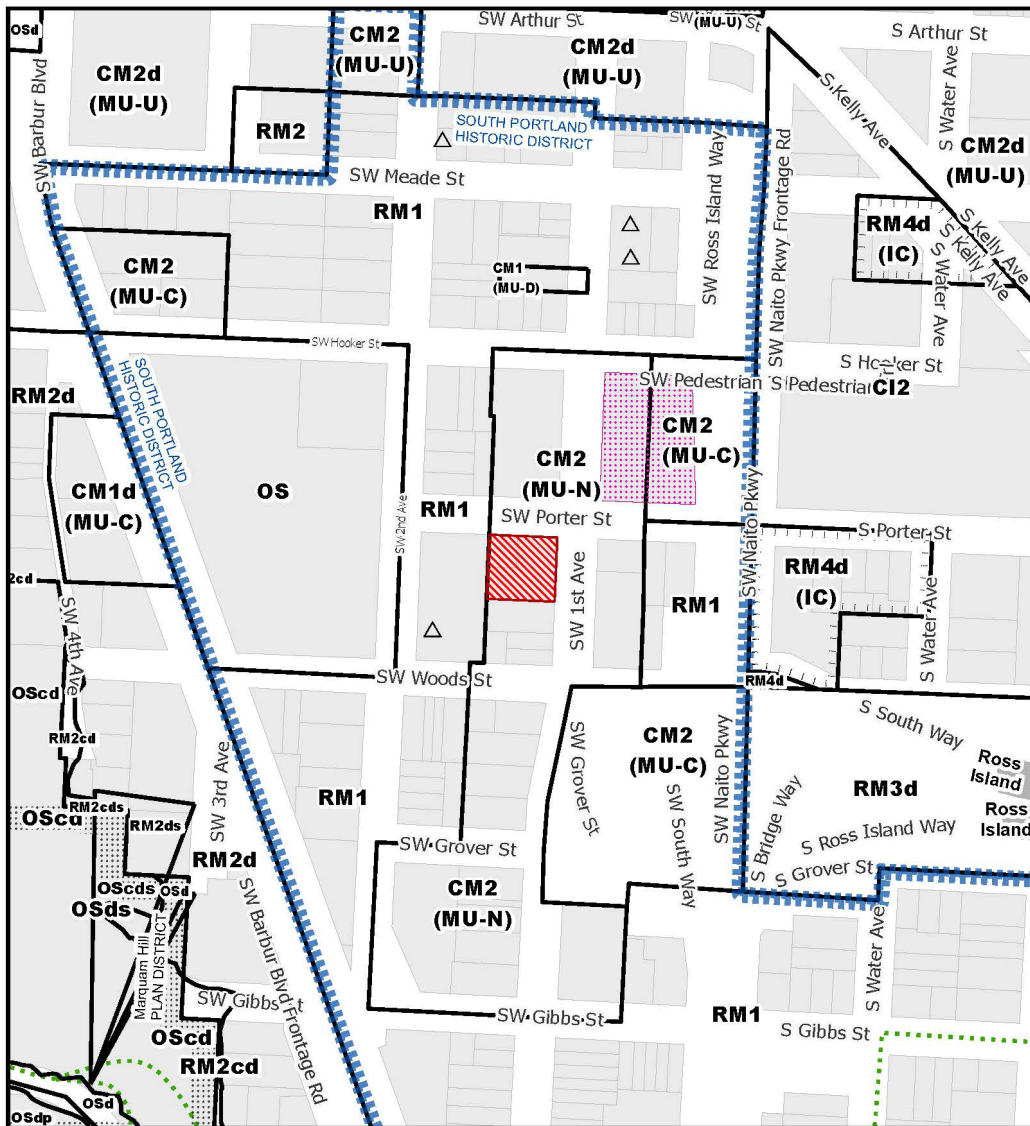 OSd
SW Arthur St
SW
St
(MU-U)
S Arthur St
CM2
(MU-U)
CM2d
(MU-U)
CM2d
(MU-U)
SW Barbur Blvd
S Kelly Ave
S Water Ave
CM2d
(MU-U)
RM2
SOUTH PORTLAND
HISTORIC DISTRICT
SW Meade St
RM1
SW Ross Island Way
SW Naito Pkwy Frontage Rd
RM4d
(IC)
S Kelly Ave
S Kelly Ave
S Water Ave
CM2
(MU-C)
CM1
(MU-D)
SW Hooker St
S Hooker St
SOUTH PORTLAND
HISTORIC DISTRICT
RM2d
SW Pedestrian
S Pedestrian
CI2
CM2
(MU-C)
CM2
(MU-N)
CM1d
(MU-C)
OS
RM1
SW 2nd Ave
SW Porter St
SW Naito Pkwy
S Porter St
SW 1st Ave
RM4d
(IC)
RM1
S Water Ave
2cd
SW 4th Ave
SW Woods St
RM4d
OScd
S South Way
RM2cd
SW Grover St
CM2
(MU-C)
SW Naito Pkwy
Ross
Island
SW 3rd Ave
RM1
RM3d
Ross
Island
RM2cds
OScd
RM2ds
SW South Way
S Bridge Way
S Ross Island Way
SW Grover St
RM2d
S Grover St
OScds
OSd
CM2
(MU-N)
OSds
Marquam Hill
PLAN DISTRICT
SW Barbur Blvd Frontage Rd
S Water Ave
SW Gibbs St
SW Gibbs St
RM1
S Gibbs St
OScd
RM2cd
OSd
OSdp